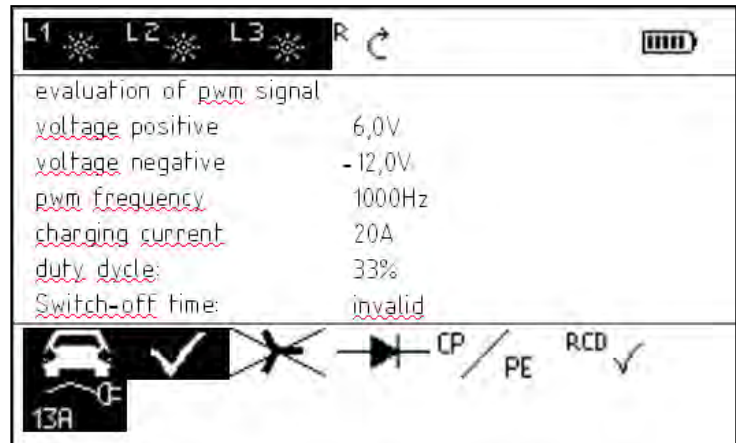 L1 L2 L3 R
evaluation of pwm signal
voltage positive 6,0V
voltage negative -12,0V
pwm frequency 1000Hz
charging current 20A
duty dycle: 33%
Switch-off time: invalid
CP/PE RCD
13A